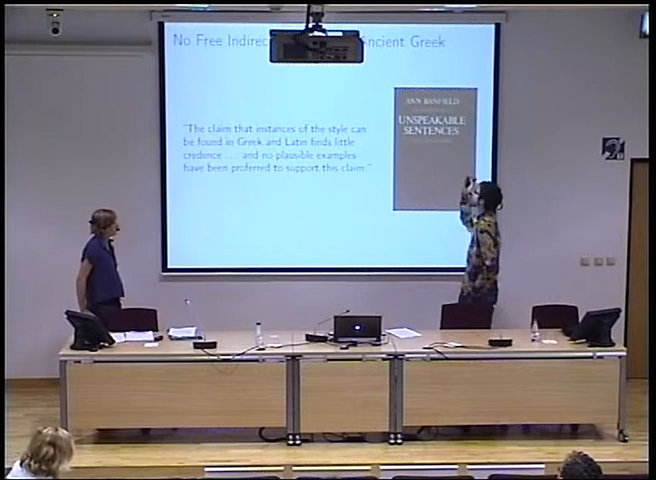 No Free Indirec Ancient Greek
"The claim that instances of the style can
be found in Greek and Latin finds little
credence ... and no plausible examples
have been proferred to support this claim."
ANN BANFIELD
UNSPEAKABLE
SENTENCES